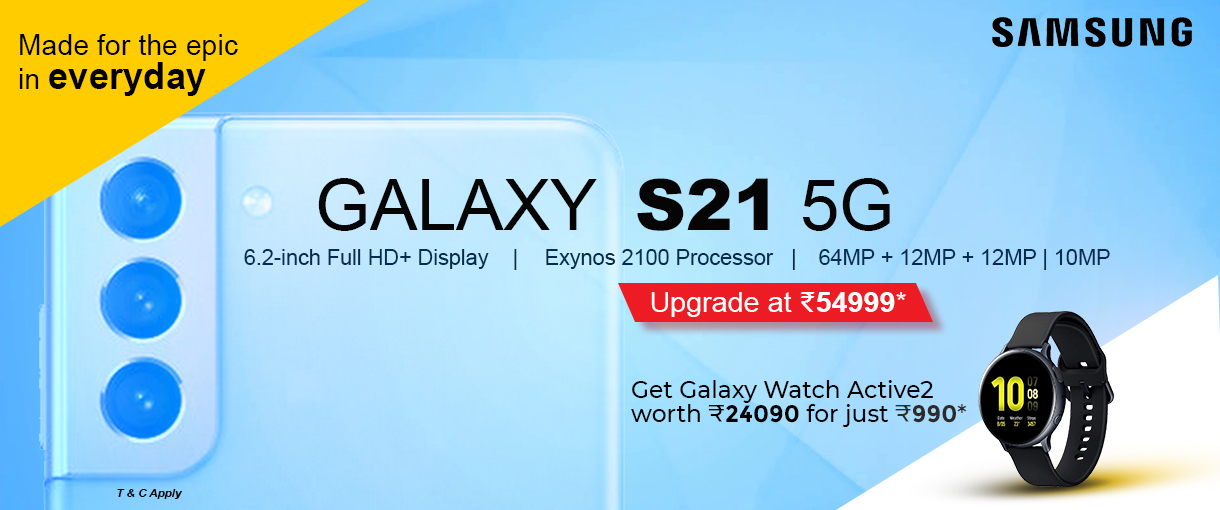 Made for the epic
in everyday
SAMSUNG
GALAXY S21 5G
6.2-inch Full HD+ Display | Exynos 2100 Processor | 64MP + 12MP + 12MP | 10MP
Upgrade at ₹54999*
Get Galaxy Watch Active2
worth ₹24090 for just ₹990*
10
07
08
09
T & C Apply